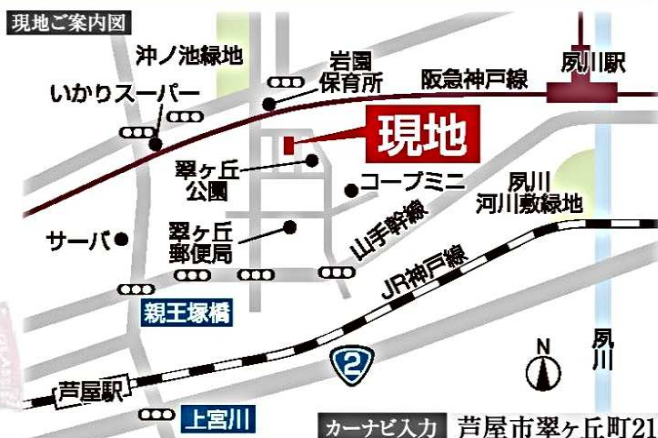 現地ご案内図
沖ノ池緑地
岩園
保育所
阪急神戸線
夙川駅
いかりスーパー
現地
翠ヶ丘
公園
コープミニ
夙川
河川敷緑地
翠ヶ丘
郵便局
サーバ
山手幹線
JR神戸線
親王塚橋
2
N
夙川
芦屋駅
上宮川
カーナビ入力 芦屋市翠ヶ丘町21